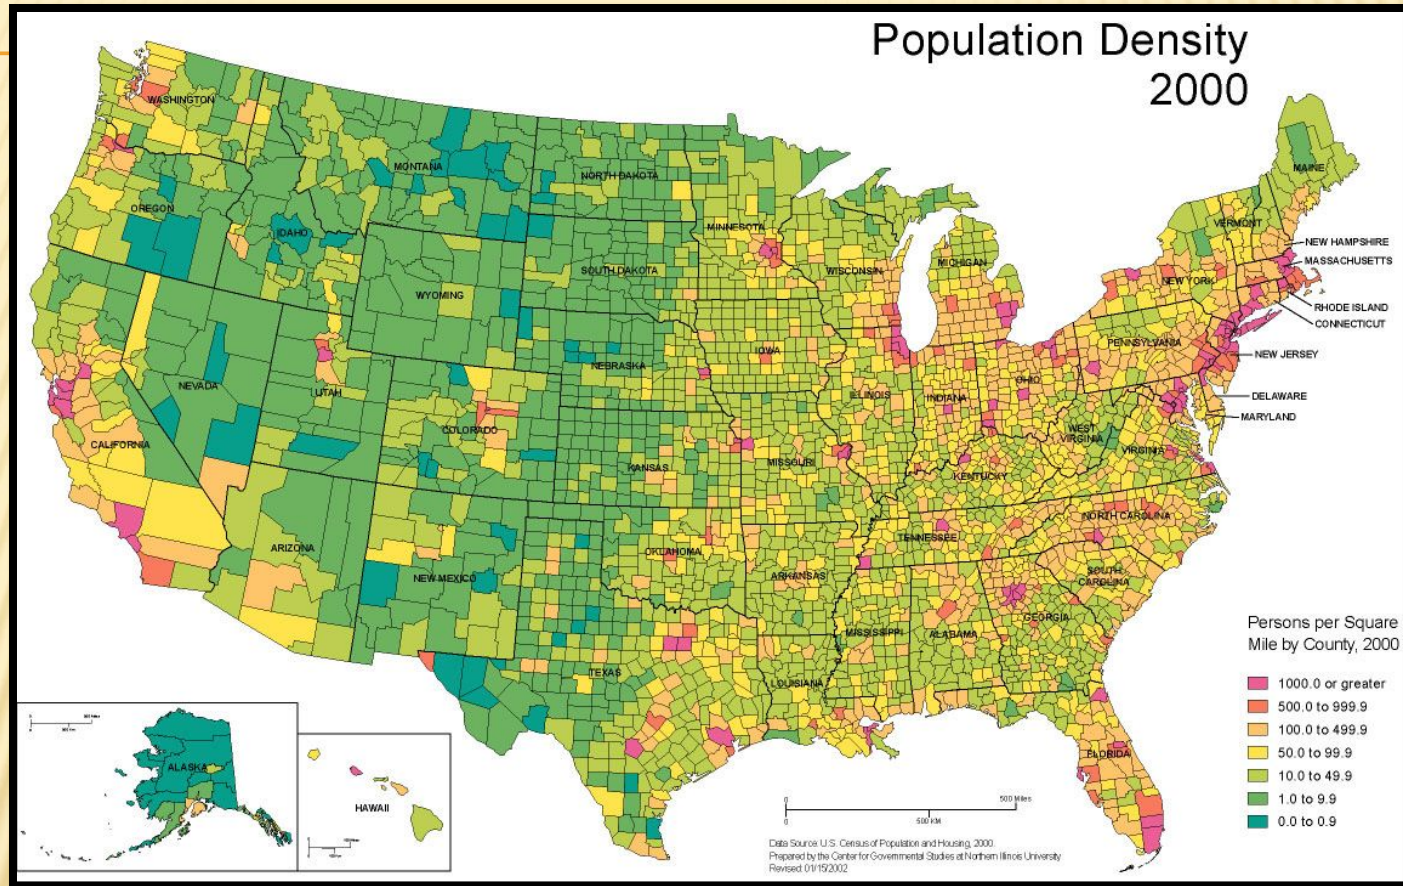 Population Density
2000
WASHINGTON
MONTANA
NORTH DAKOTA
MAINE
OREGON
IDAHO
MINNESOTA
VERMONT
NEW HAMPSHIRE
MASSACHUSETTS
SOUTH DAKOTA
WISCONSIN
MICHIGAN
NEW YORK
WYOMING
RHODE ISLAND
CONNECTICUT
IOWA
PENNSYLVANIA
NEW JERSEY
NEBRASKA
NEVADA
UTAH
ILLINOIS
INDIANA
OHIO
DELAWARE
MARYLAND
CALIFORNIA
COLORADO
KANSAS
MISSOURI
WEST
VIRGINIA
VIRGINIA
KENTUCKY
NORTH CAROLINA
ARIZONA
NEW MEXICO
OKLAHOMA
ARKANSAS
TENNESSEE
SOUTH
CAROLINA
MISSISSIPPI
ALABAMA
GEORGIA
TEXAS
LOUISIANA
FLORIDA
ALASKA
HAWAII
Persons per Square
Mile by County, 2000
1000.0 or greater
500.0 to 999.9
100.0 to 499.9
50.0 to 99.9
10.0 to 49.9
1.0 to 9.9
0.0 to 0.9
0 500 Miles
0 500 KM
Data Source: U.S. Census of Population and Housing, 2000.
Prepared by the Center for Governmental Studies at Northern Illinois University
Revised: 01/15/2002